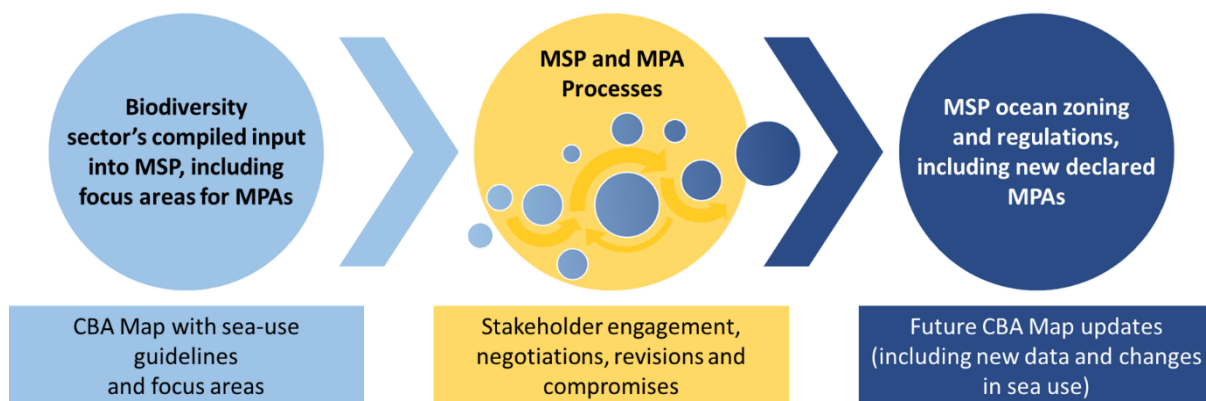 Biodiversity
sector's compiled input
into MSP, including
focus areas for MPAs
MSP and MPA
Processes
MSP ocean zoning
and regulations,
including new declared
MPAs
CBA Map with sea-use
guidelines
and focus areas
Stakeholder engagement,
negotiations, revisions and
compromises
Future CBA Map updates
(including new data and changes
in sea use)